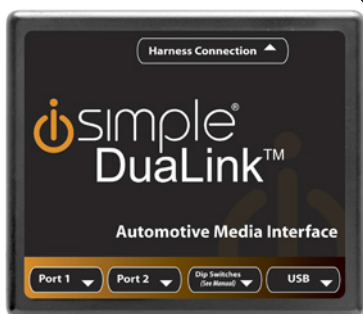 Harness Connection
isimple®
DuaLink™
Automotive Media Interface
Port 1 Port 2 Dip Switches USB
(See Manual)